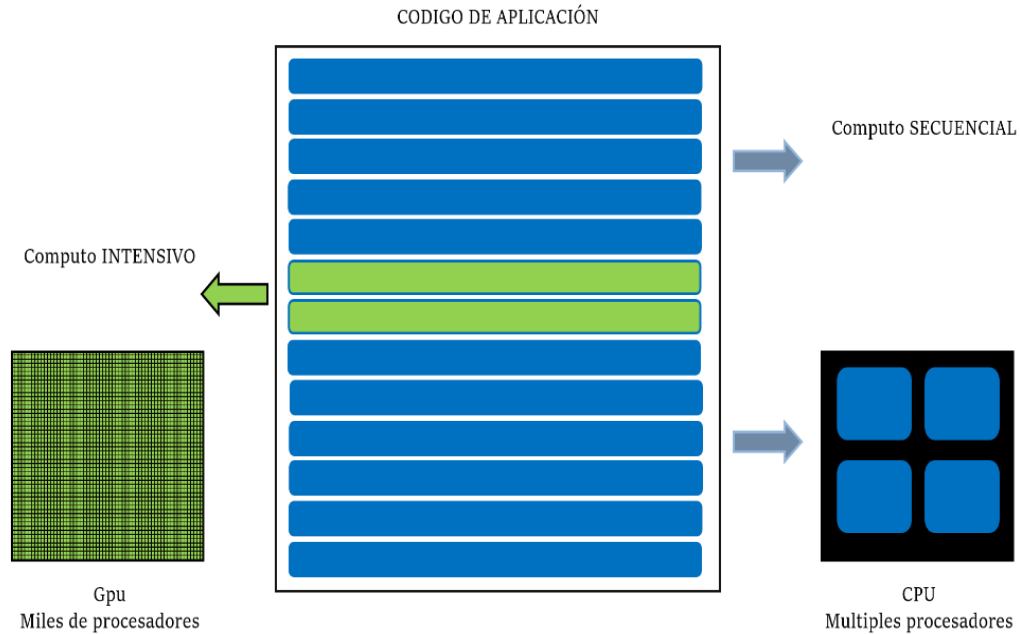 CODIGO DE APLICACIÓN
Computo SECUENCIAL
Computo INTENSIVO
Gpu
Miles de procesadores
CPU
Multiples procesadores